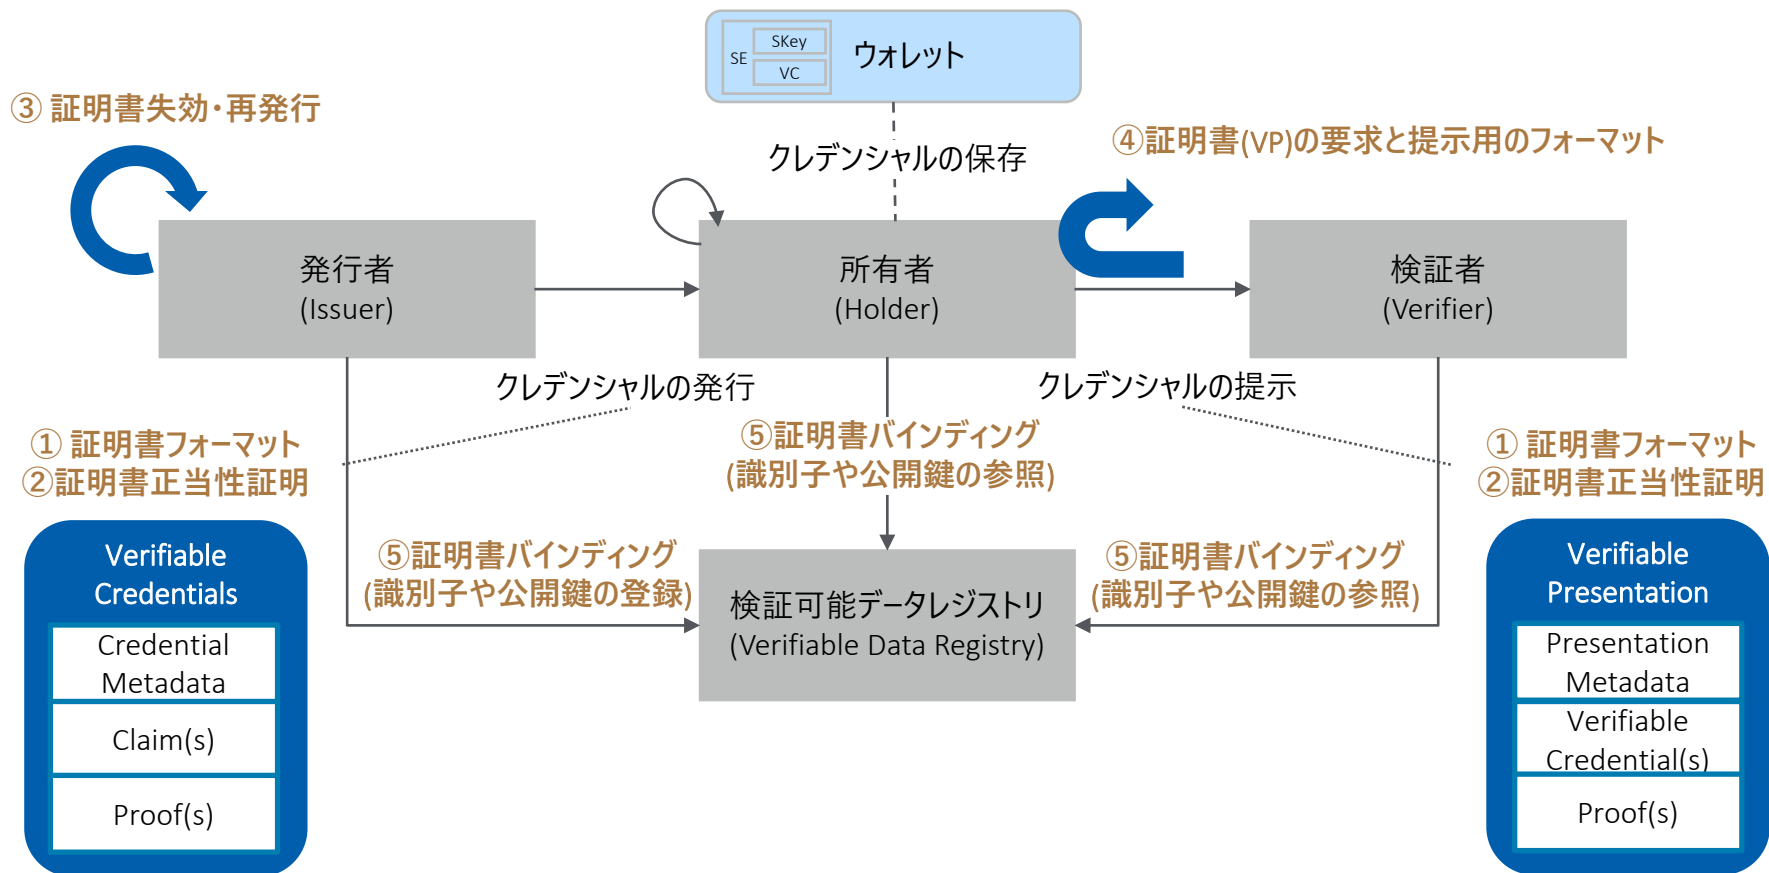 SE
SKey
VC
ウォレット
③ 証明書失効・再発行
クレデンシャルの保存
④証明書(VP)の要求と提示用のフォーマット
発行者
(Issuer)
所有者
(Holder)
検証者
(Verifier)
クレデンシャルの発行
クレデンシャルの提示
① 証明書フォーマット
②証明書正当性証明
⑤証明書バインディング
(識別子や公開鍵の参照)
① 証明書フォーマット
②証明書正当性証明
Verifiable
Credentials
Credential
Metadata
Claim(s)
Proof(s)
⑤証明書バインディング
(識別子や公開鍵の登録)
検証可能データレジストリ
(Verifiable Data Registry)
⑤証明書バインディング
(識別子や公開鍵の参照)
Verifiable
Presentation
Presentation
Metadata
Verifiable
Credential(s)
Proof(s)